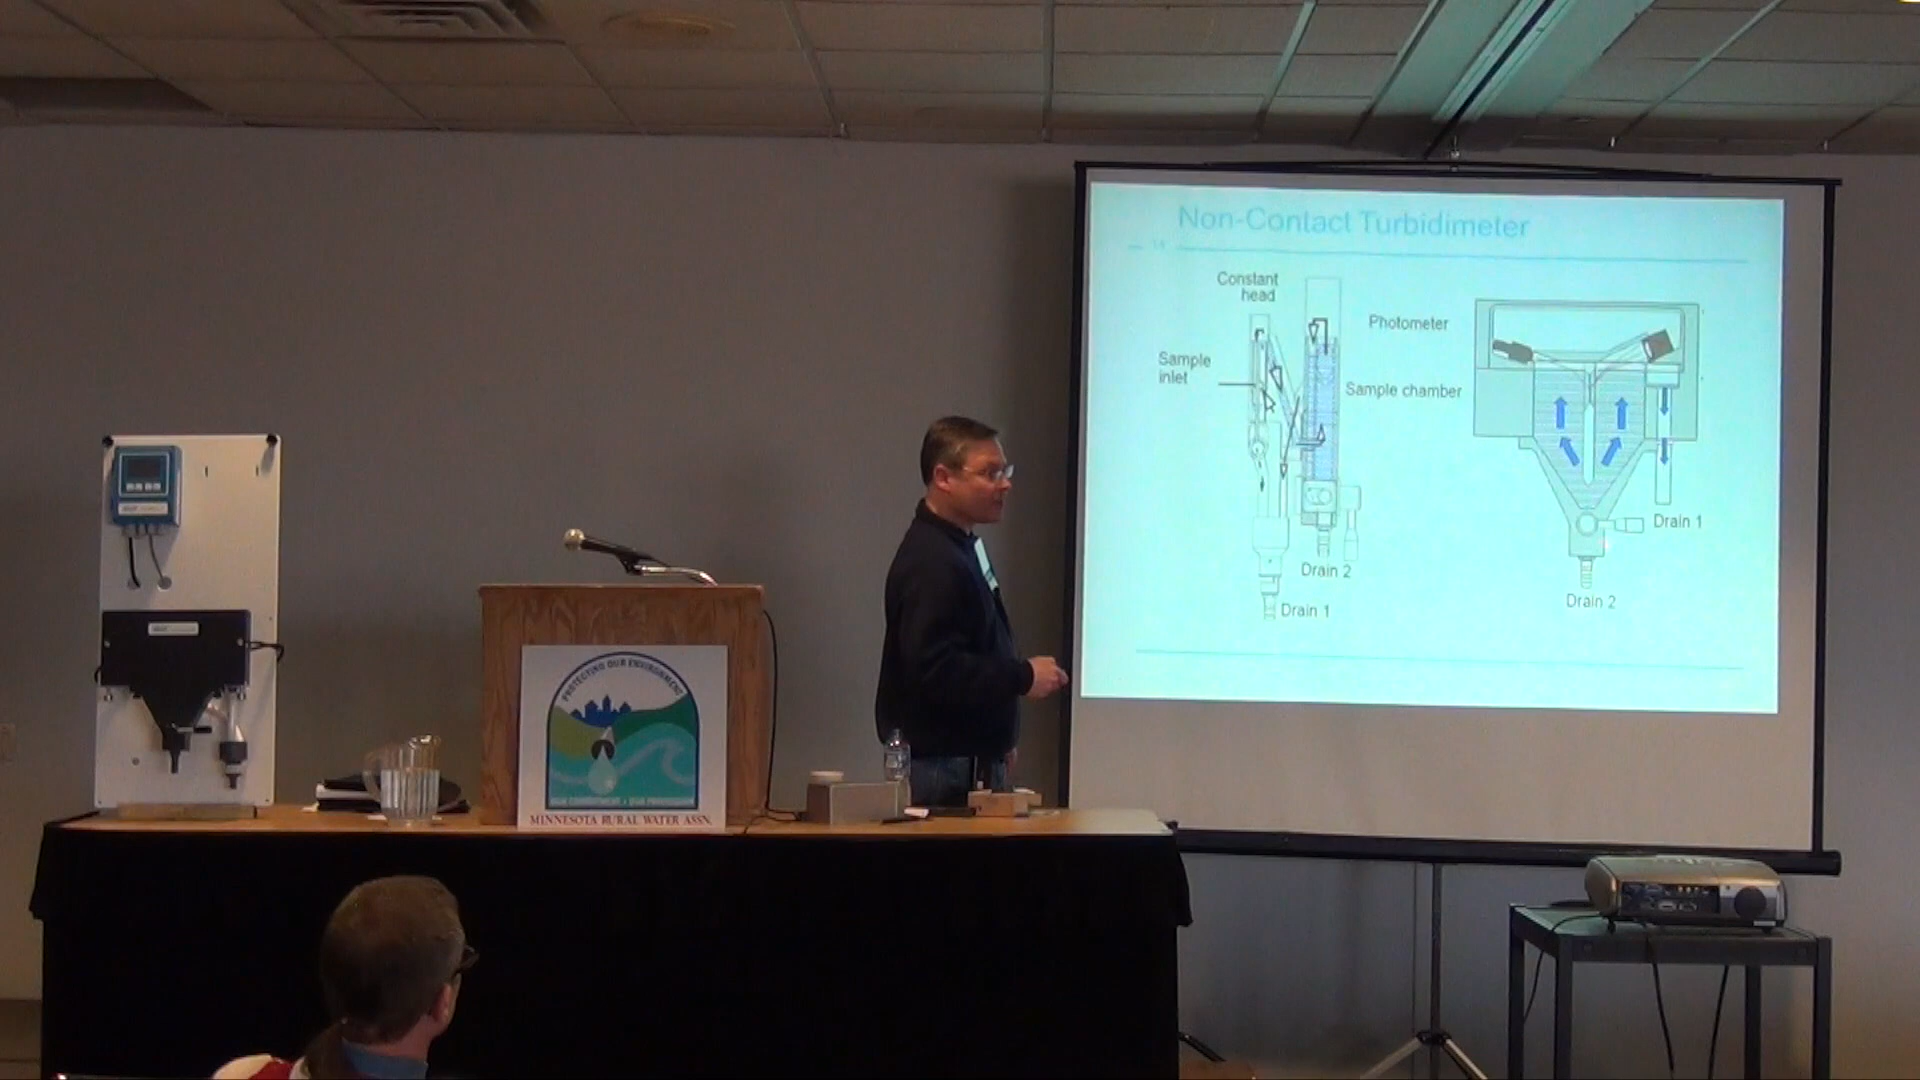 Non-Contact Turbidimeter
Constant
head
Photometer
Sample
inlet
Sample chamber
Drain 1
Drain 2
Drain 1
Drain 2
PROTECTING OUR ENVIRONMENT
MINNESOTA RURAL WATER ASSN.